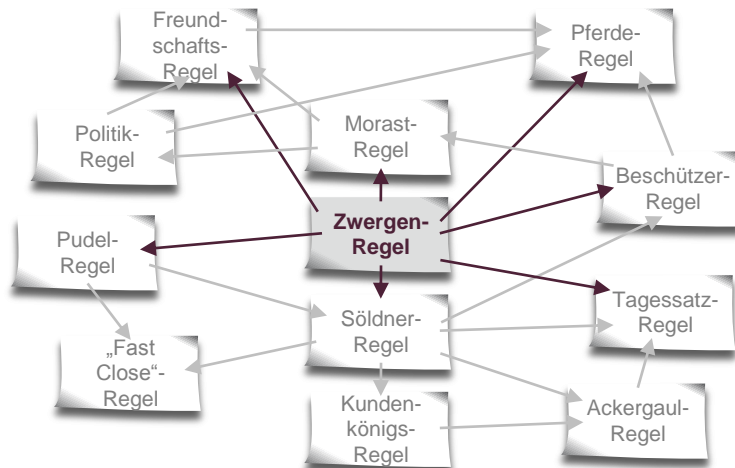 Freund-
schafts-
Regel
Pferde-
Regel
Politik-
Regel
Morast-
Regel
Beschützer-
Regel
Zwergen-
Regel
Pudel-
Regel
Tagessatz-
Regel
Söldner-
Regel
„Fast
Close“-
Regel
Kunden-
königs-
Regel
Ackergaul-
Regel